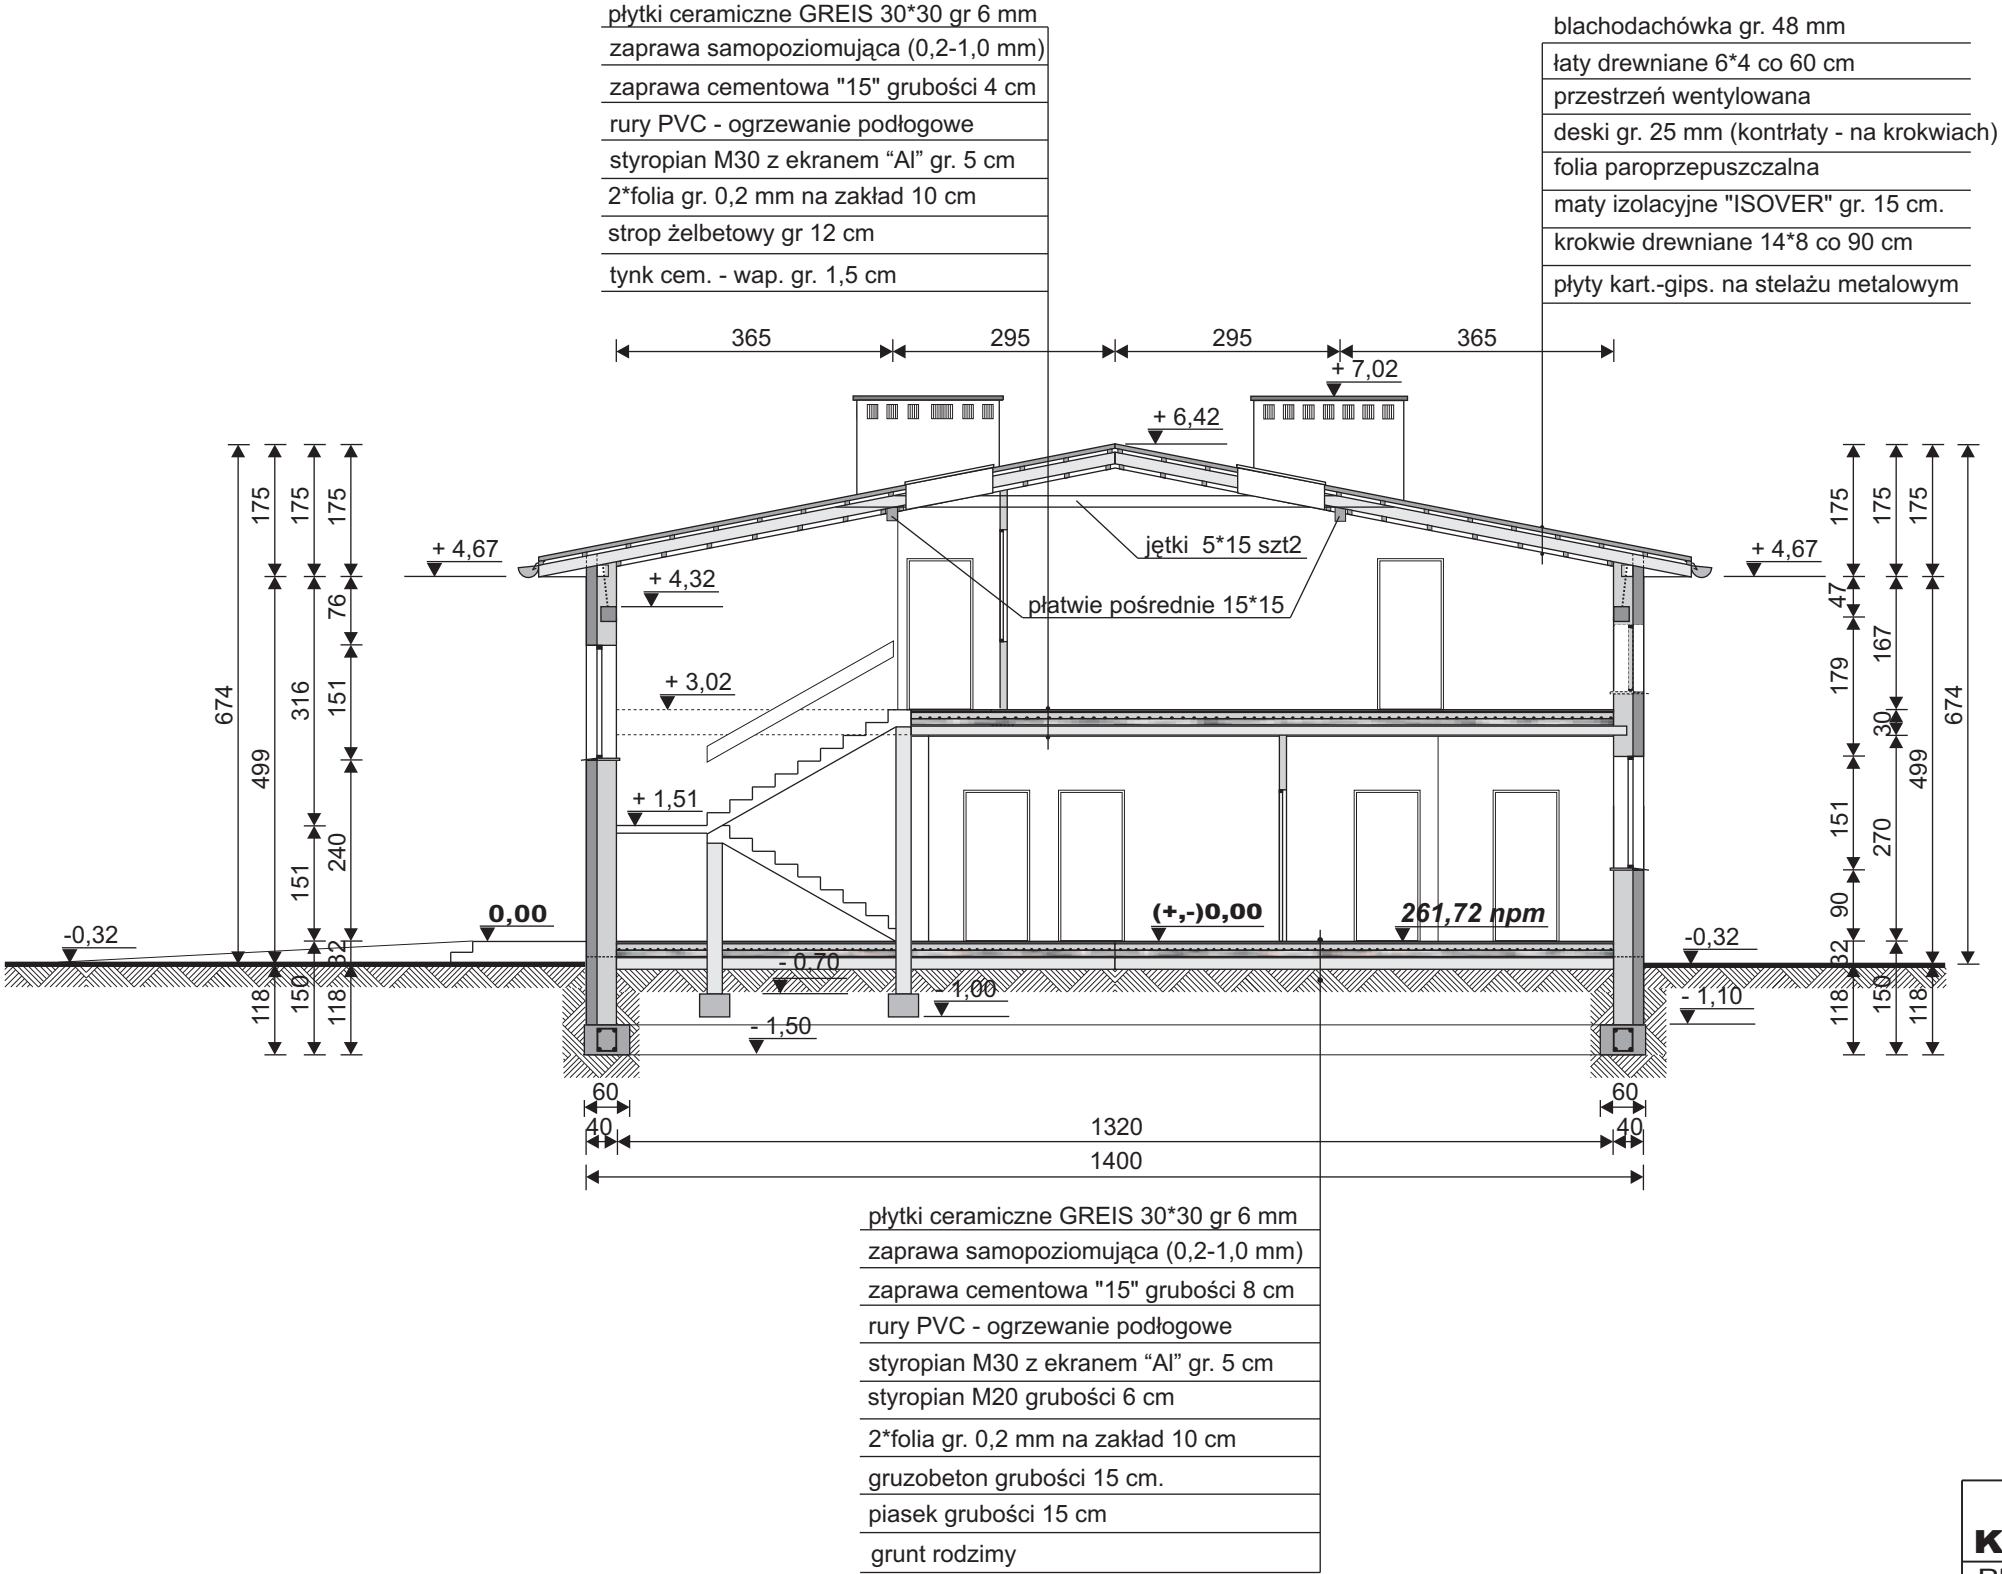 płytki ceramiczne GREIS 30*30 gr 6 mm
zaprawa samopoziomująca (0,2-1,0 mm)
zaprawa cementowa "15" grubości 4 cm
rury PVC - ogrzewanie podłogowe
styropian M30 z ekranem “Al” gr. 5 cm
2*folia gr. 0,2 mm na zakład 10 cm
strop żelbetowy gr 12 cm
tynk cem. - wap. gr. 1,5 cm
blachodachówka gr. 48 mm
łaty drewniane 6*4 co 60 cm
przestrzeń wentylowana
deski gr. 25 mm (kontrłaty - na krokwiach)
folia paroprzepuszczalna
maty izolacyjne "ISOVER" gr. 15 cm.
krokwie drewniane 14*8 co 90 cm
płyty kart.-gips. na stelażu metalowym
365
295
295
365
+ 7,02
+ 6,42
+ 4,67
+ 4,32
+ 3,02
+ 1,51
jętki 5*15 szt2
płatwie pośrednie 15*15
+ 4,67
674
175
499
118
175
316
151
150
175
76
151
240
32
118
175
47
179
151
90
32
118
175
167
30
270
150
175
499
118
674
-0,32
0,00
(+,-)0,00
261,72 npm
-0,32
- 0,70
- 1,00
- 1,10
- 1,50
60
60
40
1320
40
1400
płytki ceramiczne GREIS 30*30 gr 6 mm
zaprawa samopoziomująca (0,2-1,0 mm)
zaprawa cementowa "15" grubości 8 cm
rury PVC - ogrzewanie podłogowe
styropian M30 z ekranem “Al” gr. 5 cm
styropian M20 grubości 6 cm
2*folia gr. 0,2 mm na zakład 10 cm
gruzobeton grubości 15 cm.
piasek grubości 15 cm
grunt rodzimy
K